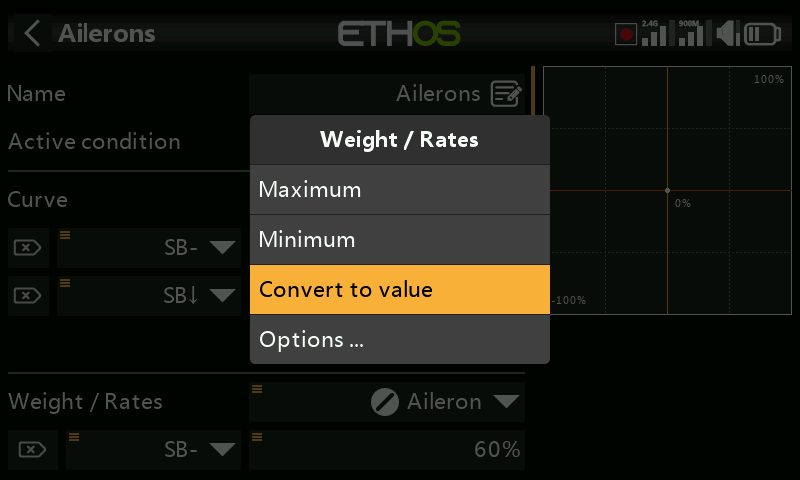 Ailerons
ETHOS
2.4G
900M
Name
Ailerons
100%
Active condition
Weight / Rates
Maximum
Curve
0%
Minimum
SB-
Convert to value
SB↓
-100%
Options ...
Weight / Rates
Aileron
SB-
60%